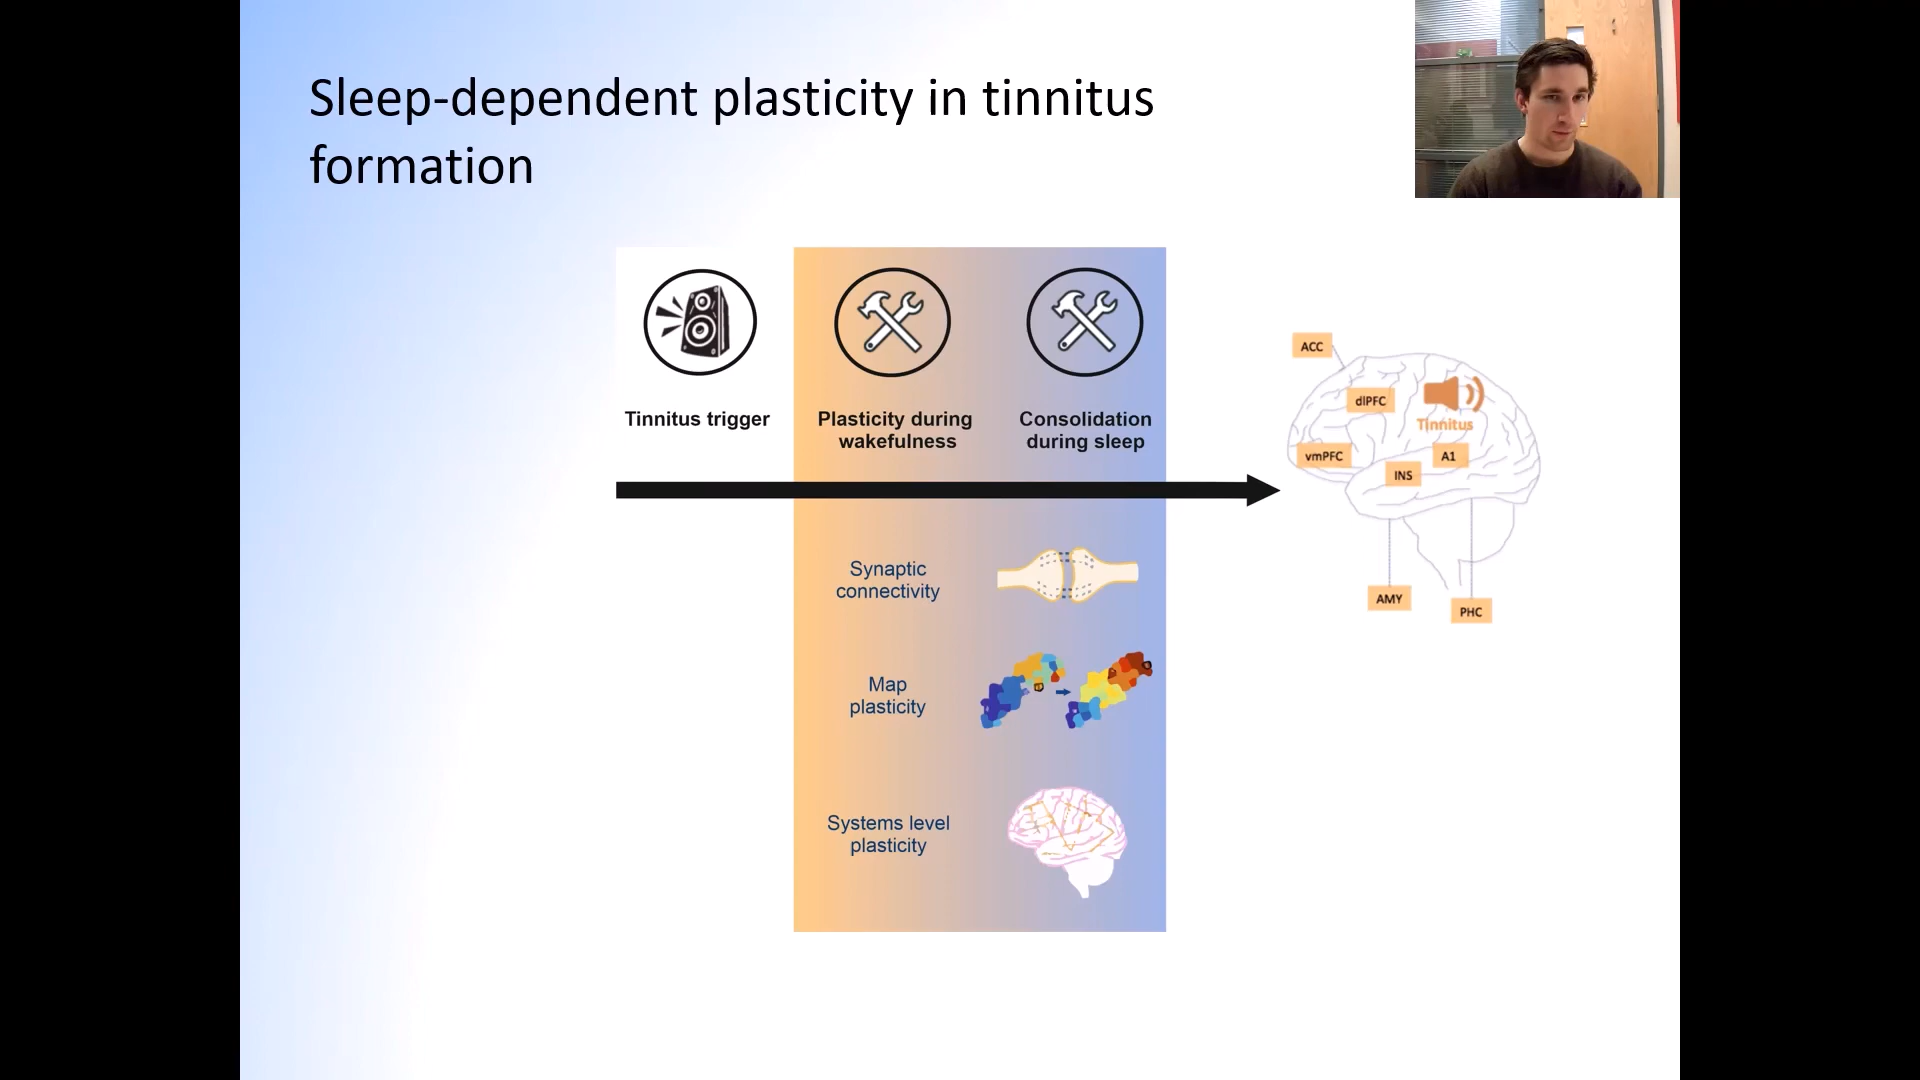 Sleep-dependent plasticity in tinnitus
formation
Tinnitus trigger
Plasticity during
wakefulness
Consolidation
during sleep
Synaptic
connectivity
Map
plasticity
Systems level
plasticity
ACC
dlPFC
Tinnitus
vmPFC
A1
INS
AMY
PHC